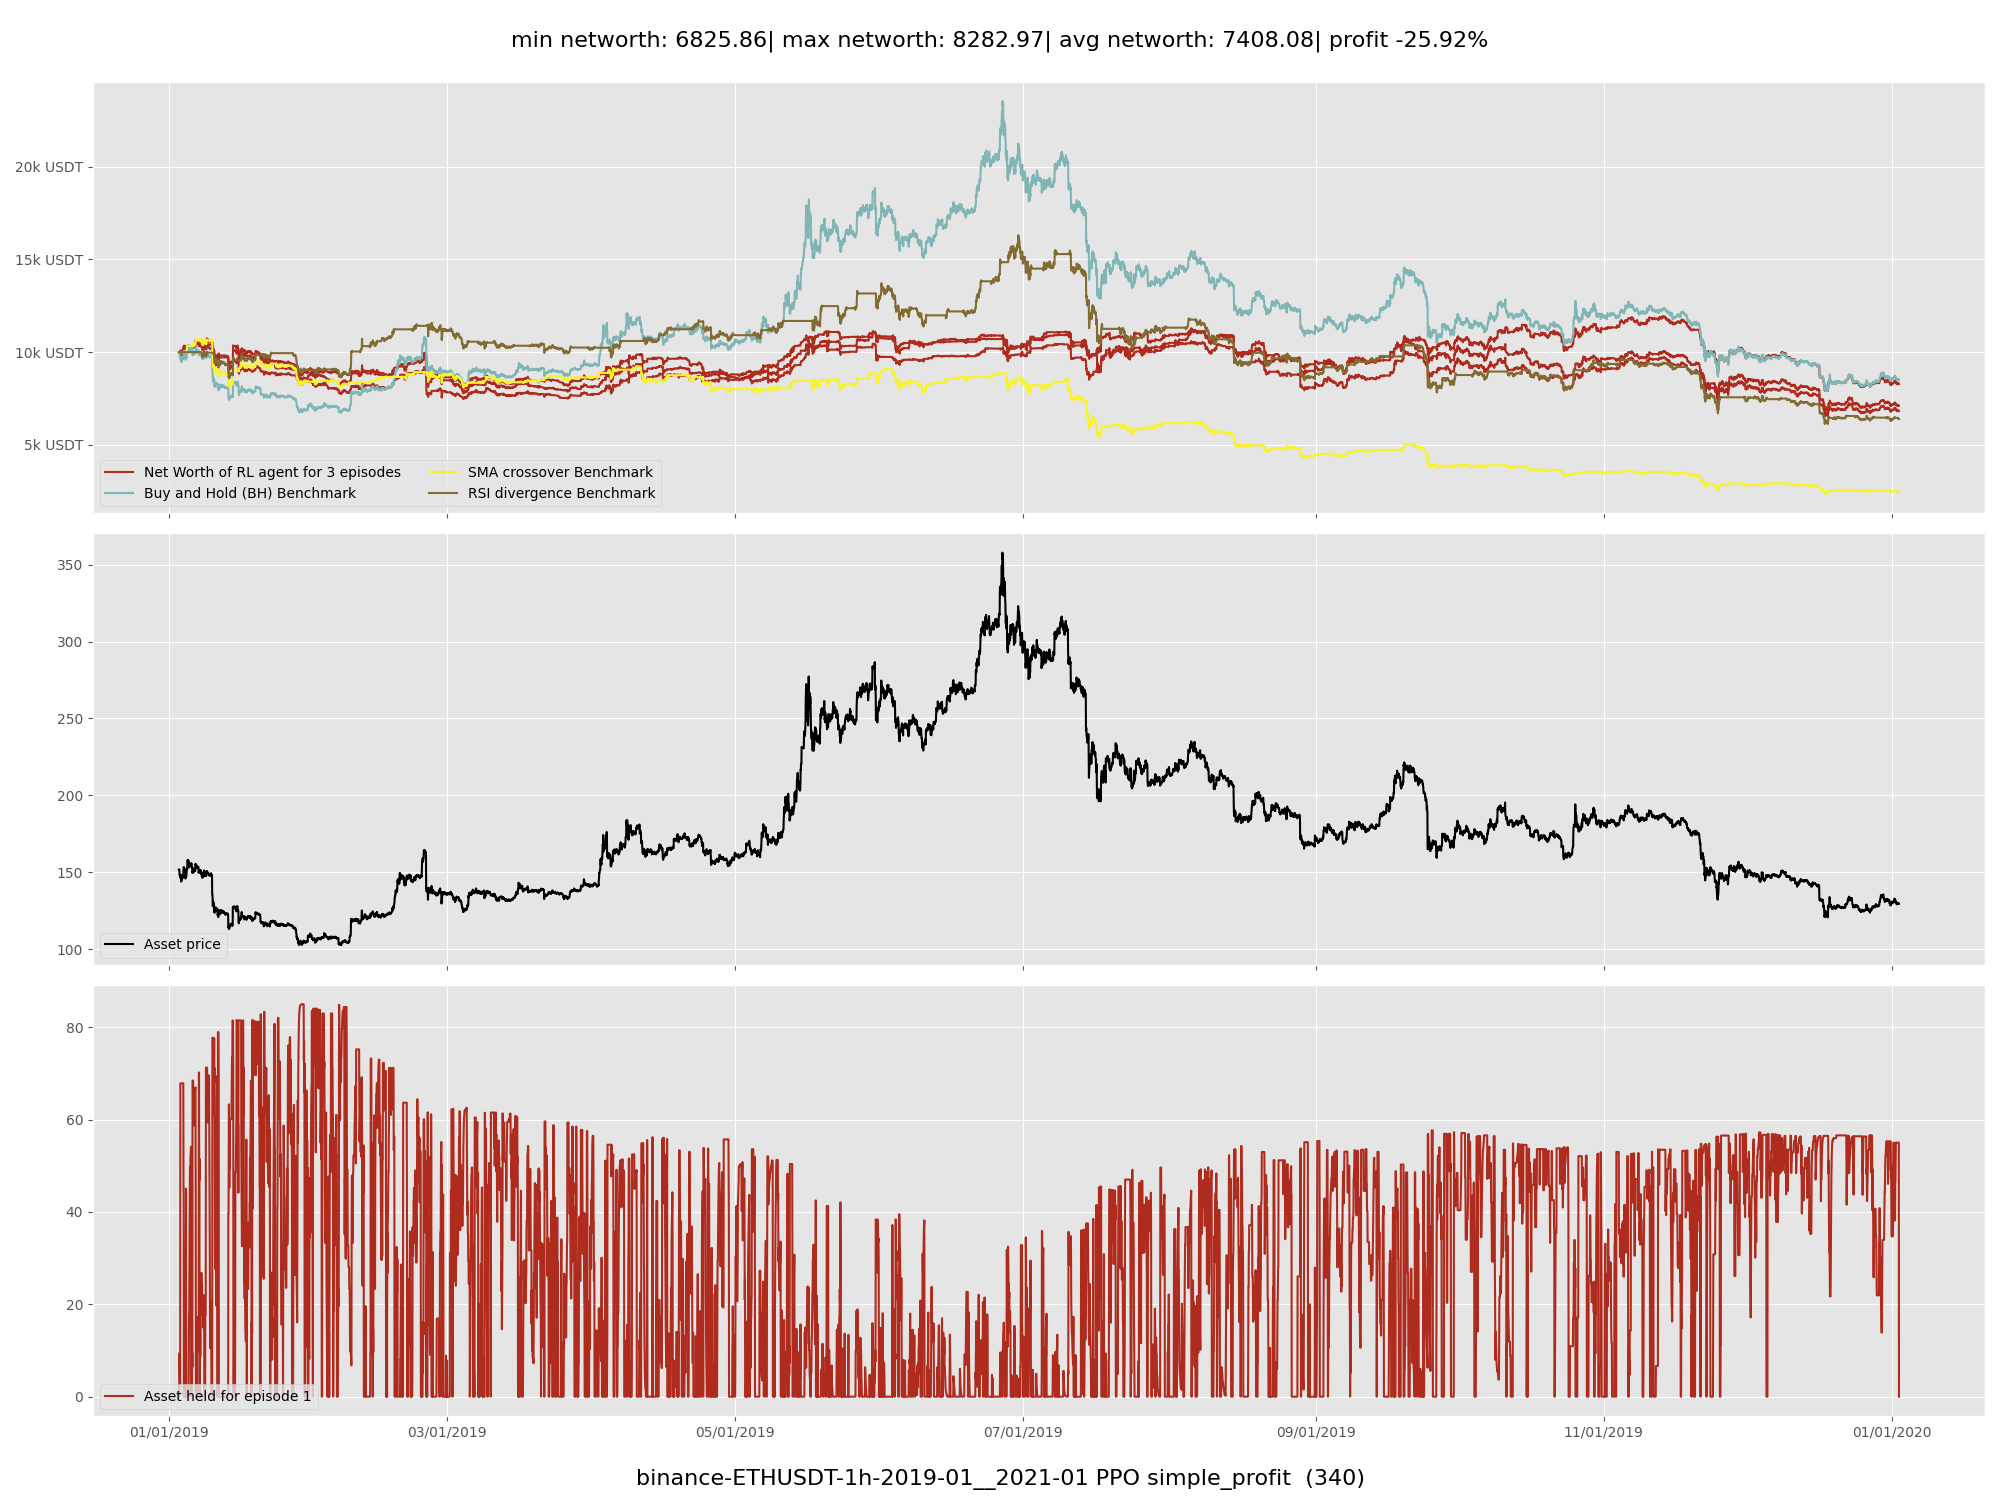 min networth: 6825.86| max networth: 8282.97| avg networth: 7408.08| profit -25.92%
20k USDT
15k USDT
10k USDT
5k USDT
Net Worth of RL agent for 3 episodes
Buy and Hold (BH) Benchmark
SMA crossover Benchmark
RSI divergence Benchmark
350
300
250
200
150
100
Asset price
80
60
40
20
0
Asset held for episode 1
01/01/2019 03/01/2019 05/01/2019 07/01/2019 09/01/2019 11/01/2019 01/01/2020
binance-ETHUSDT-1h-2019-01__2021-01 PPO simple_profit (340)